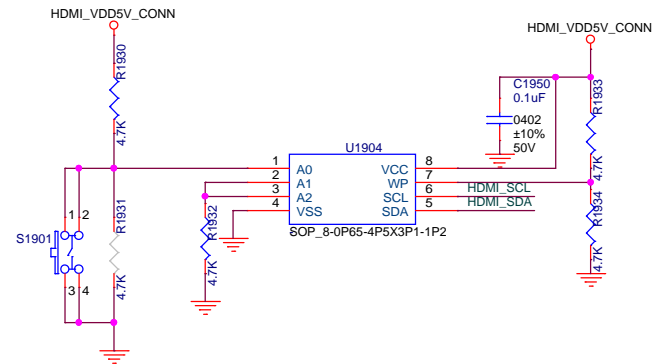 HDMI_VDD5V_CONN
HDMI_VDD5V_CONN
R1930
4.7K
C1950
0.1uF
0402
±10%
50V
R1933
4.7K
U1904
1 A0 VCC 8
2 A1 WP 7
3 A2 SCL 6 HDMI_SCL
4 VSS SDA 5 HDMI_SDA
SOP_8-0P65-4P5X3P1-1P2
R1931
4.7K
R1932
4.7K
R1934
4.7K
S1901
1 2
3 4